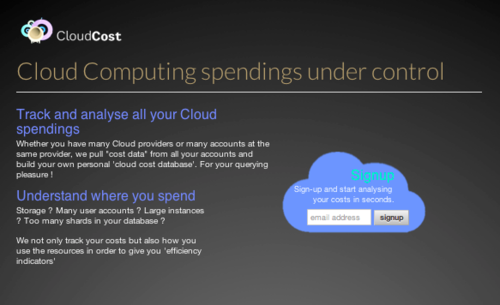 CloudCost
Cloud Computing spendings under control
Track and analyse all your Cloud
spendings
Whether you have many Cloud providers or many accounts at the
same provider, we pull "cost data" from all your accounts and
build your own personal 'cloud cost database'. For your querying
pleasure !
Understand where you spend
Storage ? Many user accounts ? Large instances
? Too many shards in your database ?
We not only track your costs but also how you
use the resources in order to give you 'efficiency
indicators'
Signup
Sign-up and start analysing
your costs in seconds.
email address
signup